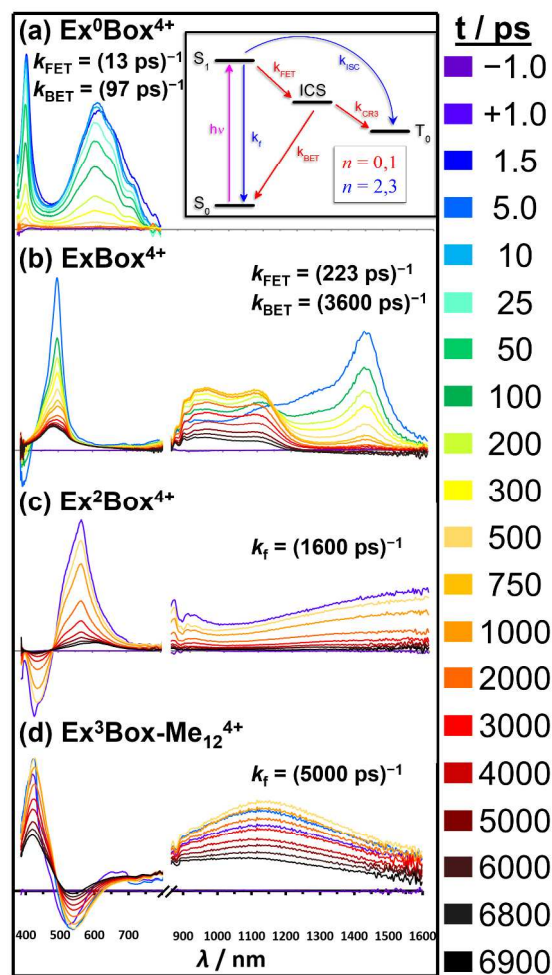 (a) Ex⁰Box⁴⁺
k_FET = (13 ps)⁻¹
k_BET = (97 ps)⁻¹
S₁
k_FET
k_ISC
ICS
k_CR3
T₀
hν
k_f
k_BET
n = 0,1
n = 2,3
S₀
(b) ExBox⁴⁺
k_FET = (223 ps)⁻¹
k_BET = (3600 ps)⁻¹
(c) Ex²Box⁴⁺
k_f = (1600 ps)⁻¹
(d) Ex³Box-Me₁₂⁴⁺
k_f = (5000 ps)⁻¹
400 500 600 700 900 1000 1100 1200 1300 1400 1500 1600
λ / nm
t / ps
−1.0
+1.0
1.5
5.0
10
25
50
100
200
300
500
750
1000
2000
3000
4000
5000
6000
6800
6900